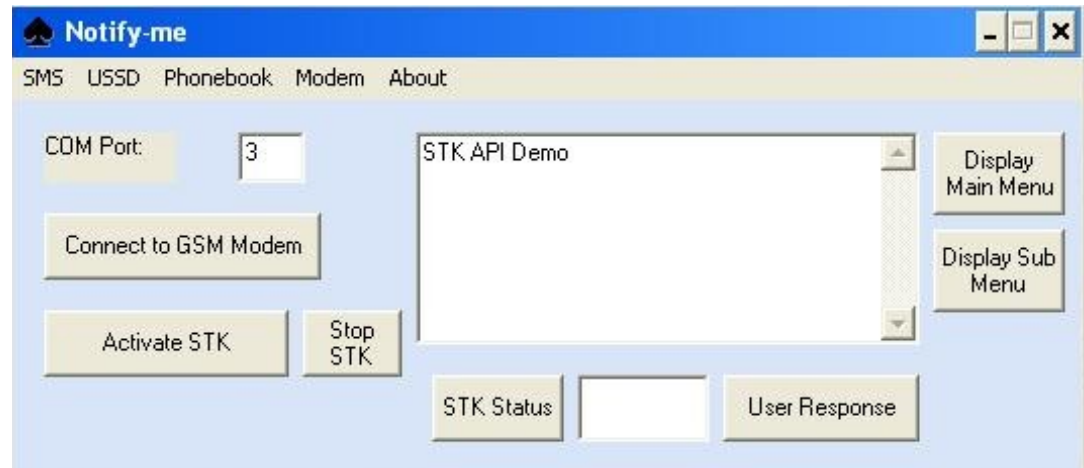 Notify-me
SMS USSD Phonebook Modem About
COM Port: 3
STK API Demo
Display
Main Menu
Connect to GSM Modem
Display Sub
Menu
Activate STK
Stop
STK
STK Status
User Response